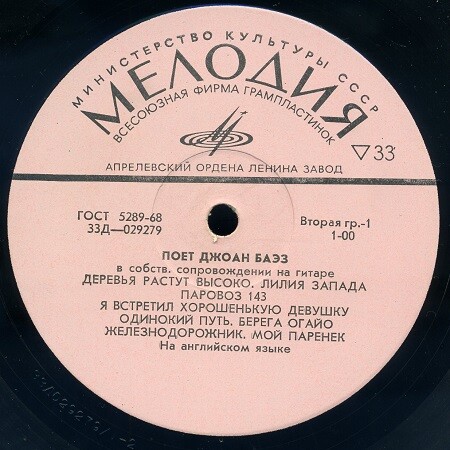 МИНИСТЕРСТВО КУЛЬТУРЫ СССР
МЕЛОДИЯ
ВСЕСОЮЗНАЯ ФИРМА ГРАМПЛАСТИНОК
▽33
АПРЕЛЕВСКИЙ ОРДЕНА ЛЕНИНА ЗАВОД
ГОСТ 5289-68
33Д—029279
Вторая гр.-1
1-00
ПОЕТ ДЖОАН БАЭЗ
в собств. сопровождении на гитаре
ДЕРЕВЬЯ РАСТУТ ВЫСОКО. ЛИЛИЯ ЗАПАДА
ПАРОВОЗ 143
Я ВСТРЕТИЛ ХОРОШЕНЬКУЮ ДЕВУШКУ
ОДИНОКИЙ ПУТЬ. БЕРЕГА ОГАЙО
ЖЕЛЕЗНОДОРОЖНИК. МОЙ ПАРЕНЕК
На английском языке